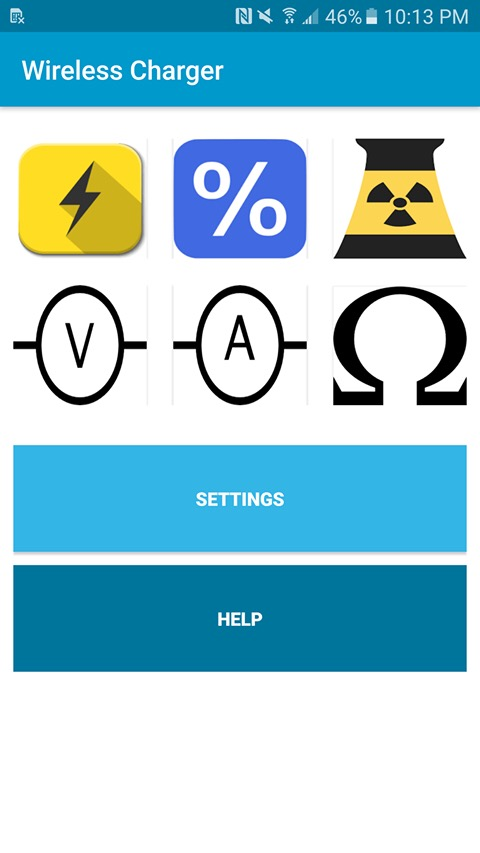 46% 10:13 PM
Wireless Charger
%
V A Ω
SETTINGS
HELP